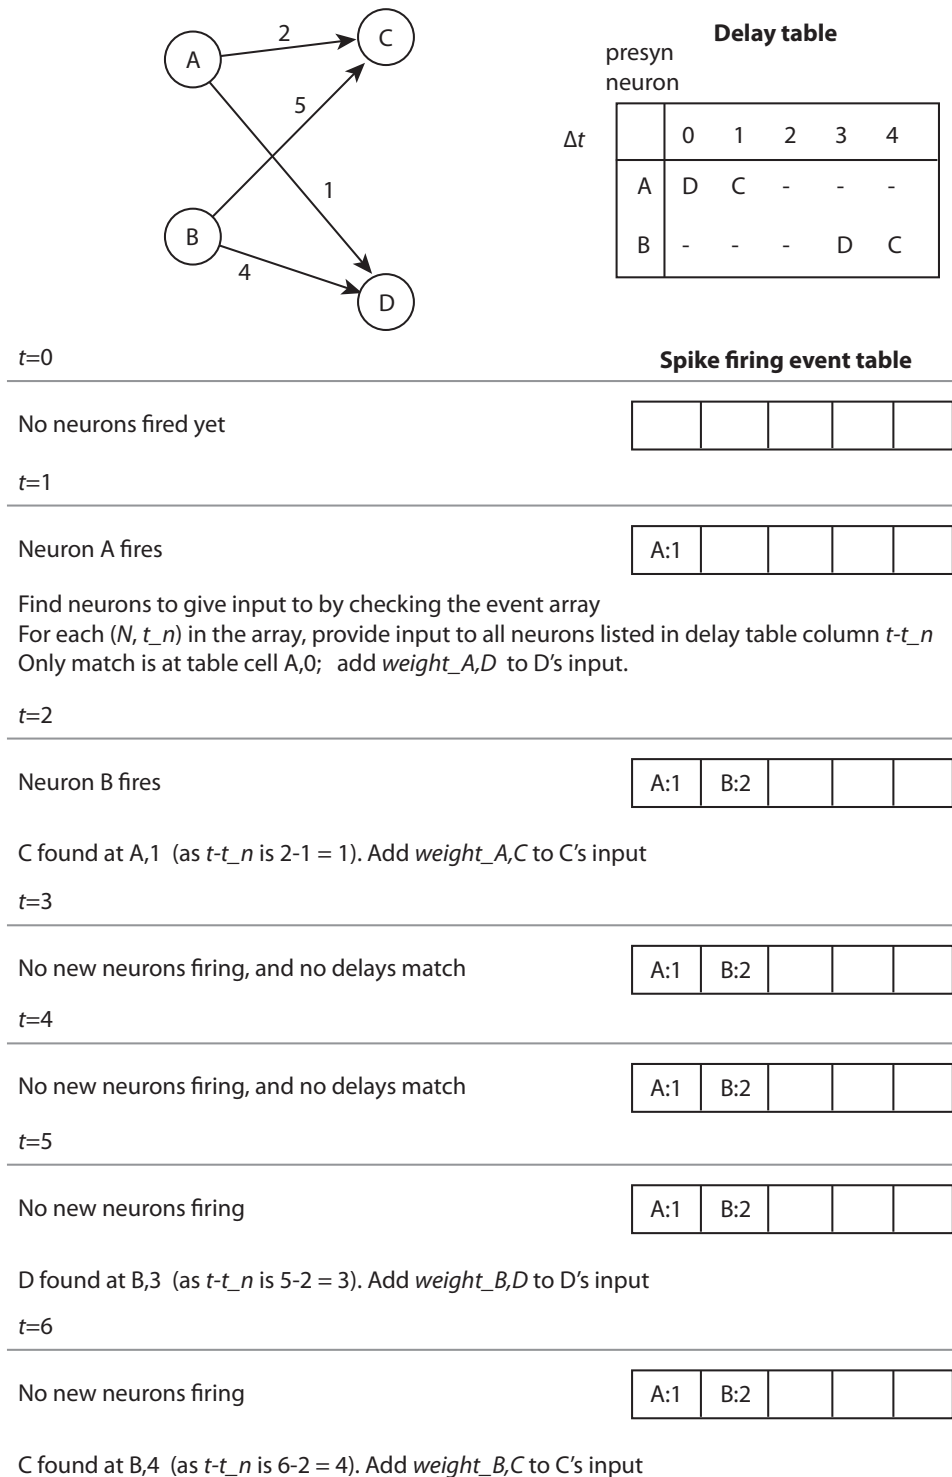 A
2
C
5
1
B
4
D
Delay table
presyn
neuron
Δt
0 1 2 3 4
A D C - - -
B - - - D C
t=0
Spike firing event table
No neurons fired yet
t=1
Neuron A fires
A:1
Find neurons to give input to by checking the event array
For each (N, t_n) in the array, provide input to all neurons listed in delay table column t-t_n
Only match is at table cell A,0; add weight_A,D to D’s input.
t=2
Neuron B fires
A:1 B:2
C found at A,1 (as t-t_n is 2-1 = 1). Add weight_A,C to C’s input
t=3
No new neurons firing, and no delays match
A:1 B:2
t=4
No new neurons firing, and no delays match
A:1 B:2
t=5
No new neurons firing
A:1 B:2
D found at B,3 (as t-t_n is 5-2 = 3). Add weight_B,D to D’s input
t=6
No new neurons firing
A:1 B:2
C found at B,4 (as t-t_n is 6-2 = 4). Add weight_B,C to C’s input